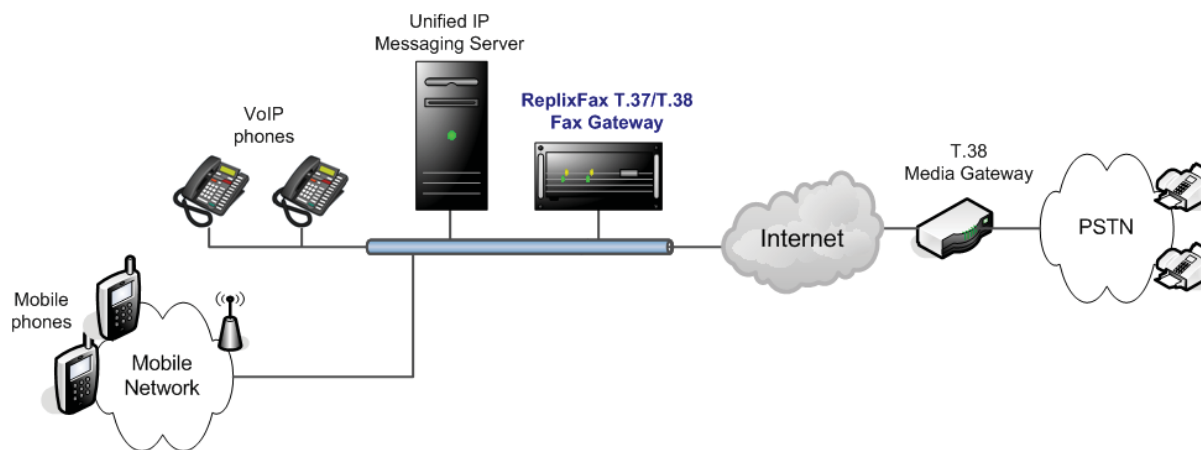 Unified IP
Messaging Server
ReplixFax T.37/T.38
Fax Gateway
VoIP
phones
T.38
Media Gateway
Internet
PSTN
Mobile
phones
Mobile
Network